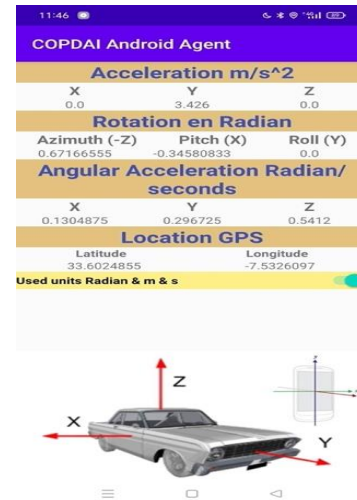 11:46
COPDAI Android Agent
Acceleration m/s^2
X Y Z
0.0 3.426 0.0
Rotation en Radian
Azimuth (-Z) Pitch (X) Roll (Y)
0.67166555 -0.34580833 0.0
Angular Acceleration Radian/
seconds
X Y Z
0.1304875 0.296725 0.5412
Location GPS
Latitude Longitude
33.6024855 -7.5326097
Used units Radian & m & s
Z
X
Y